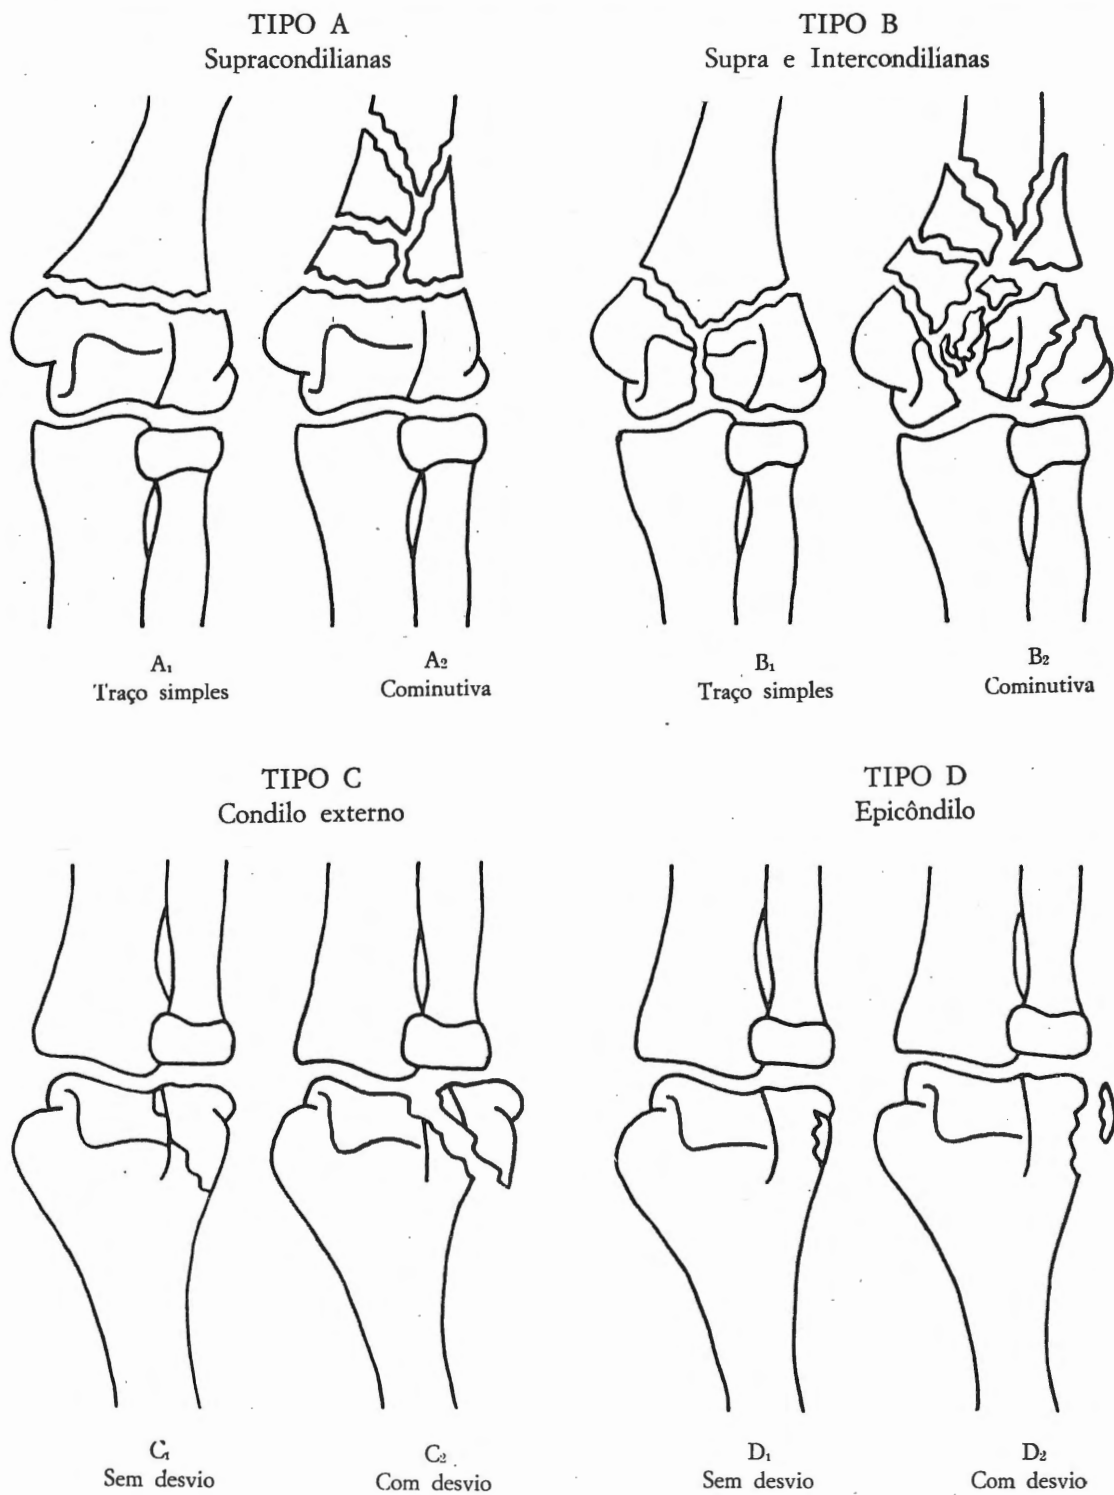 TIPO A
Supracondilianas
TIPO B
Supra e Intercondilianas
A₁
Traço simples
A₂
Cominutiva
B₁
Traço simples
B₂
Cominutiva
TIPO C
Condilo externo
TIPO D
Epicôndilo
C₁
Sem desvio
C₂
Com desvio
D₁
Sem desvio
D₂
Com desvio